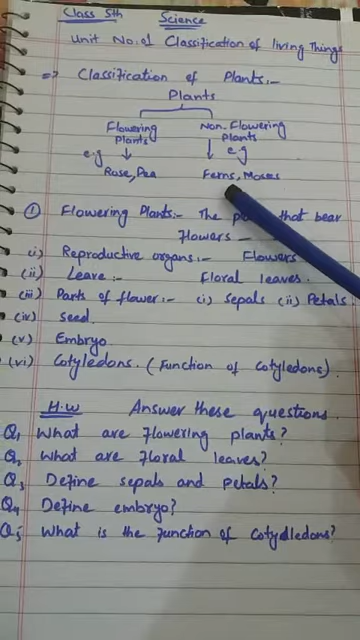 Class 5th Science
Unit No.01 Classification of living Things
=> Classification of Plants:-
Plants
Flowering Plants Non-Flowering Plants
e.g e.g
Rose, Pea Ferns, Moses
① Flowering Plants:- The that bear
flowers
(i) Reproductive organs:- Flowers
(ii) Leave:- Floral leaves.
(iii) Parts of flower:- (i) Sepals (ii) Petals.
(iv) seed.
(v) Embryo.
(vi) Cotyledons. (Function of Cotyledons).
H.W Answer these questions.
Q1 What are flowering plants?
Q2 What are floral leaves?
Q3 Define sepals and petals?
Q4 Define embryo?
Q5 What is the function of cotydledons?